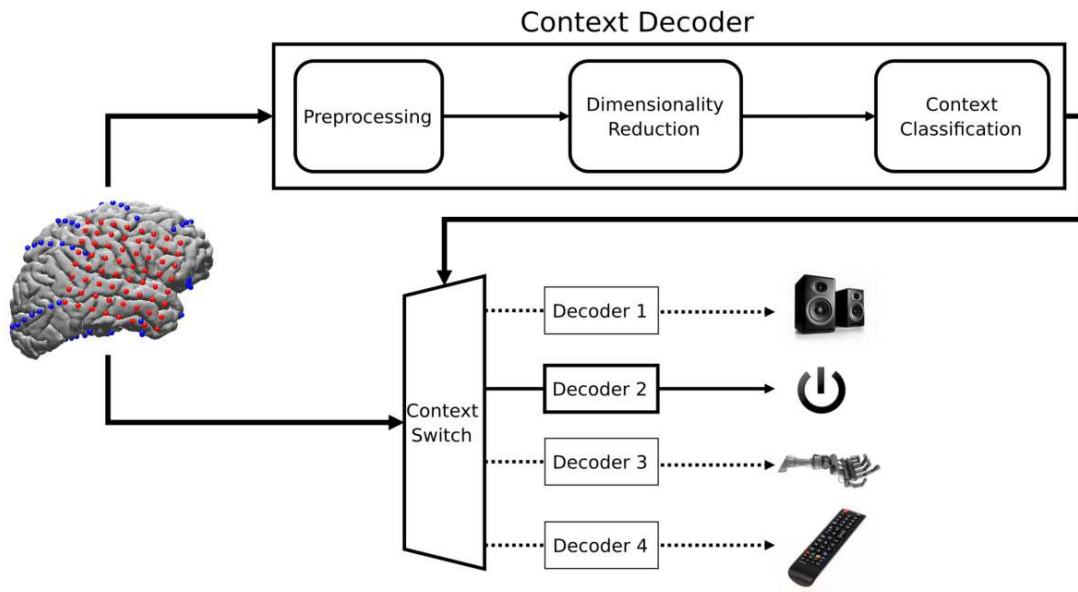 Context Decoder
Preprocessing
Dimensionality
Reduction
Context
Classification
Context
Switch
Decoder 1
Decoder 2
Decoder 3
Decoder 4